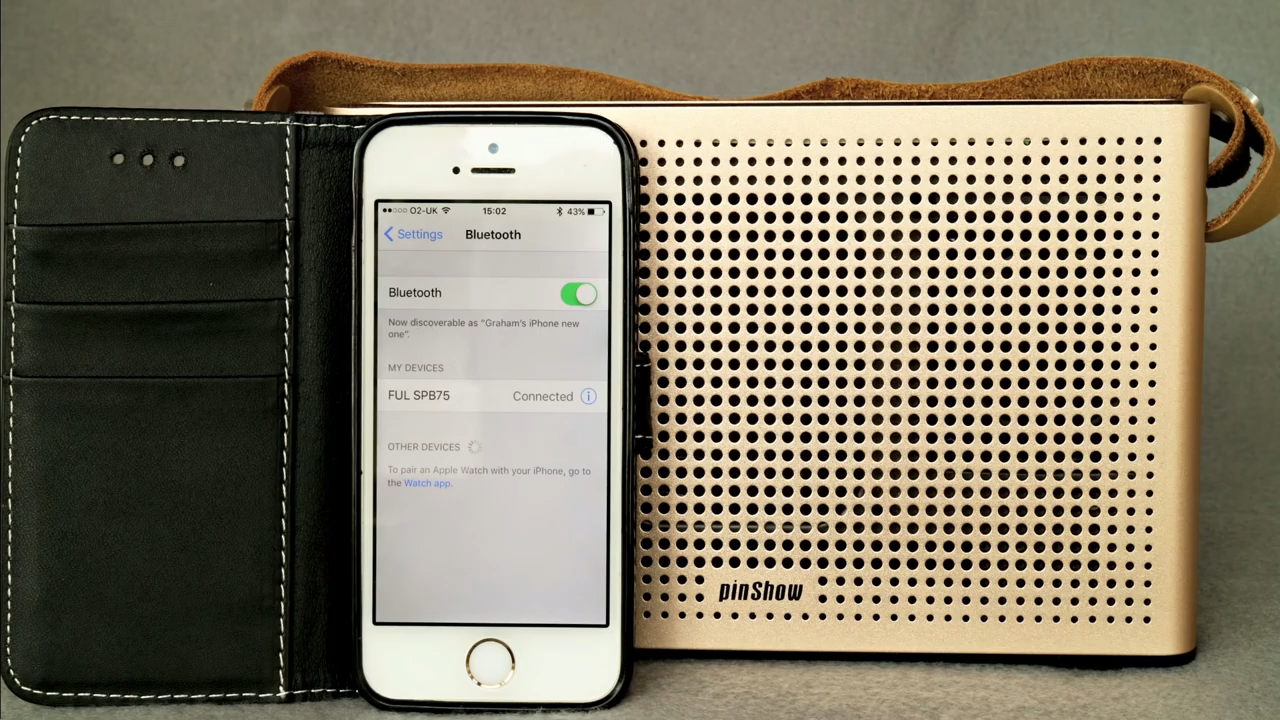 O2-UK 15:02 43%
Settings Bluetooth
Bluetooth
Now discoverable as “Graham's iPhone new
one”.
MY DEVICES
FUL SPB75 Connected i
OTHER DEVICES
To pair an Apple Watch with your iPhone, go to
the Watch app.
pinShow